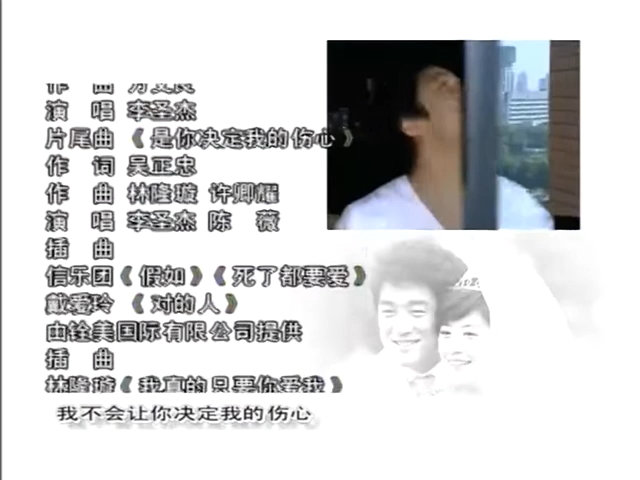 作 曲
演 唱 李圣杰
片尾曲 《是你决定我的伤心》
作 词 吴正忠
作 曲 林隆璇 许卿耀
演 唱 李圣杰 陈 薇
插 曲
信乐团《假如》《死了都要爱》
戴爱玲 《对的人》
由铨美国际有限公司提供
插 曲
林隆璇《我真的只要你爱我》
我不会让你决定我的伤心